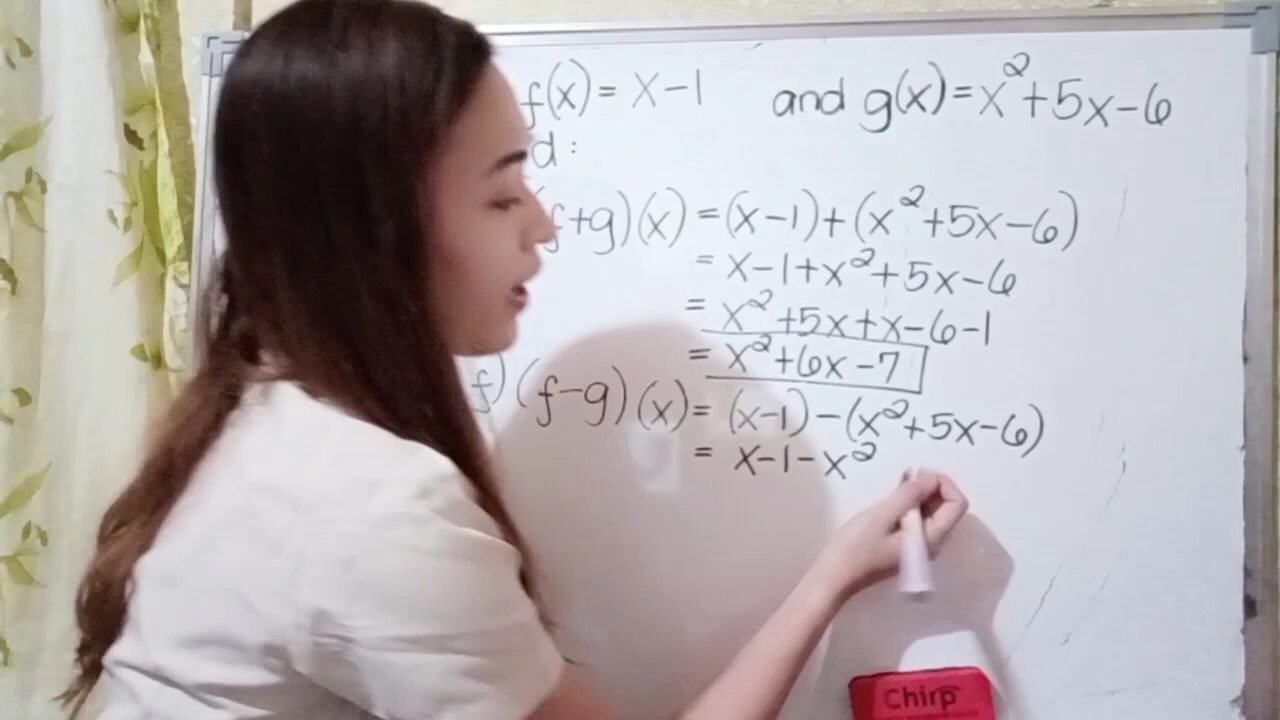 f(x) = x-1 and g(x) = x²+5x-6
d:
f+g)(x) = (x-1)+(x²+5x-6)
= x-1+x²+5x-6
= x²+5x+x-6-1
= x²+6x-7
f) (f-g)(x) = (x-1)-(x²+5x-6)
= x-1-x²
Chirp